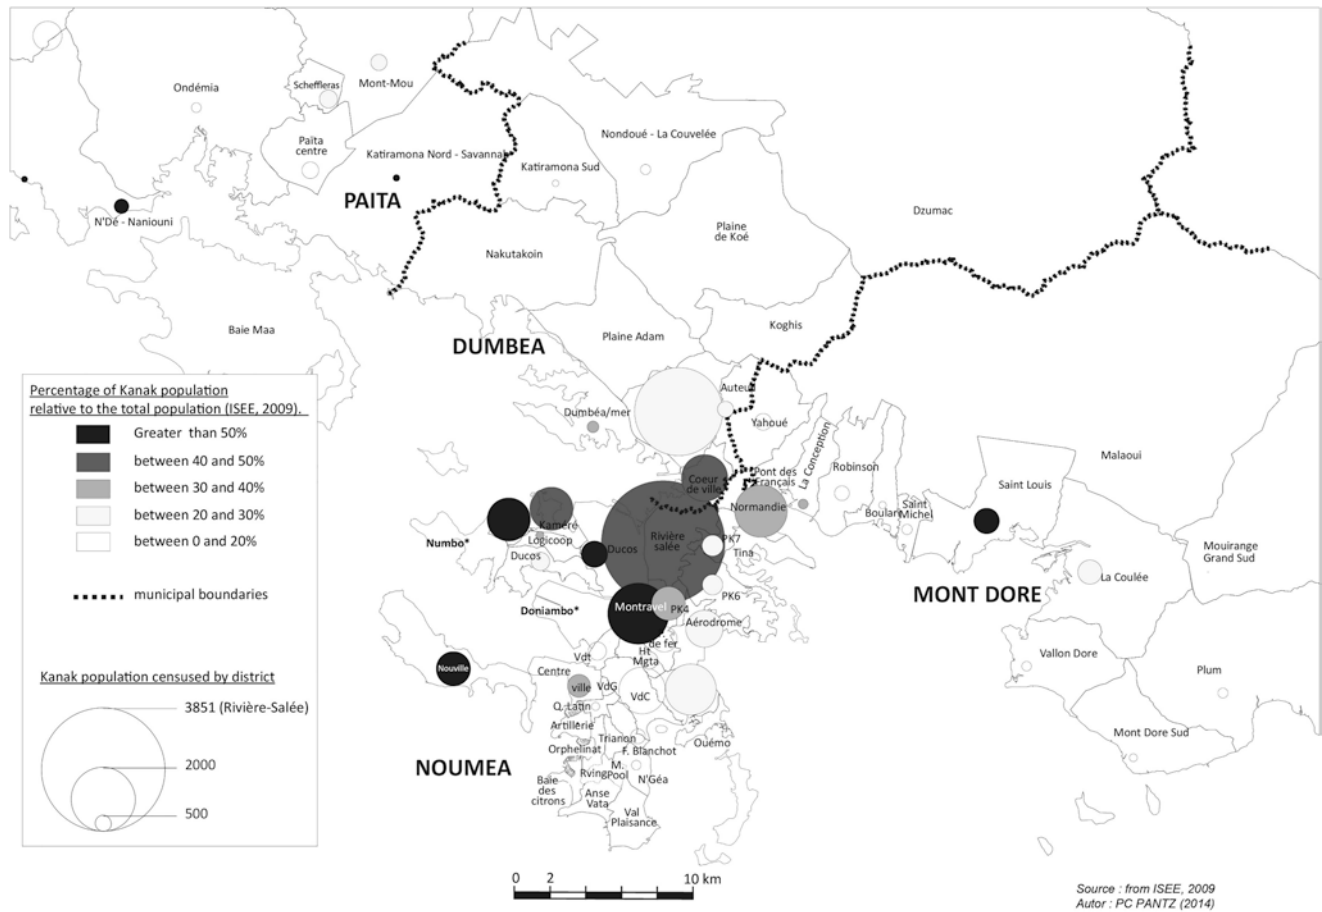 Ondémia
Scheffleras
Mont-Mou
Païta
centre
Katiramona Nord - Savannah
Nondoué - La Couvelée
Katiramona Sud
PAITA
N'Dé - Naniouni
Dzumac
Plaine
de Koé
Nakutakoin
Baie Maa
Koghis
Plaine Adam
DUMBEA
Percentage of Kanak population
relative to the total population (ISEE, 2009).
Greater than 50%
between 40 and 50%
between 30 and 40%
between 20 and 30%
between 0 and 20%
municipal boundaries
Kanak population censused by district
3851 (Rivière-Salée)
2000
500
Auteuil
Dumbéa/mer
Yahoué
La Conception
Pont des
Français
Robinson
Malaoui
Coeur
de ville
Saint Louis
Normandie
Boulari
Saint
Michel
Kaméré
Numbo*
Logicoop
Ducos
Ducos
Rivière
salée
PK7
Tina
Mouirange
Grand Sud
La Coulée
MONT DORE
PK6
Doniambo*
Montravel
PK4
Aérodrome
de fer
Ht
Mgta
Vdt
Nouville
Centre
ville
VdG
VdC
Vallon Dore
Plum
Q. Latin
Artillerie
Trianon
Orphelinat
F. Blanchot
Ouémo
Mont Dore Sud
NOUMEA
M.
Pool
Rving
N'Géa
Baie
des
citrons
Anse
Vata
Val
Plaisance
0 2 10 km
Source : from ISEE, 2009
Autor : PC PANTZ (2014)